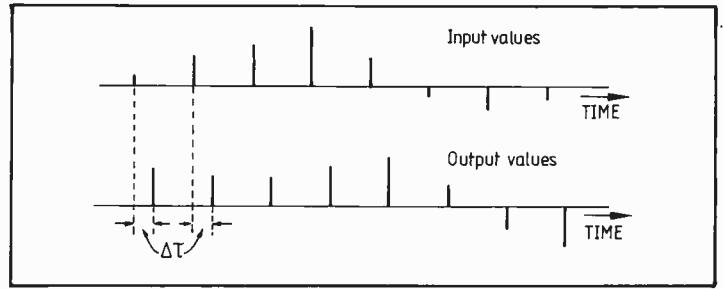 Input values
TIME
Output values
TIME
ΔT